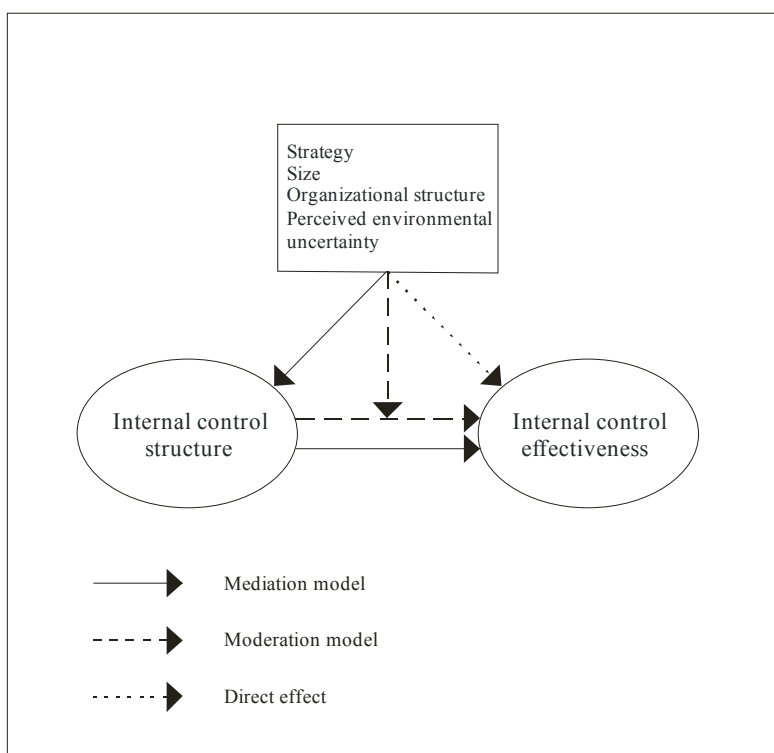 Strategy
Size
Organizational structure
Perceived environmental
uncertainty
Internal control
structure
Internal control
effectiveness
Mediation model
Moderation model
Direct effect